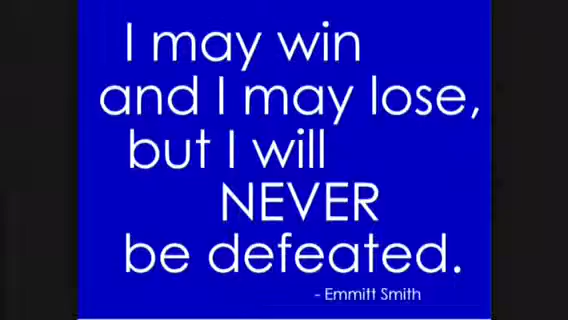 I may win
and I may lose,
but I will
NEVER
be defeated.
- Emmitt Smith